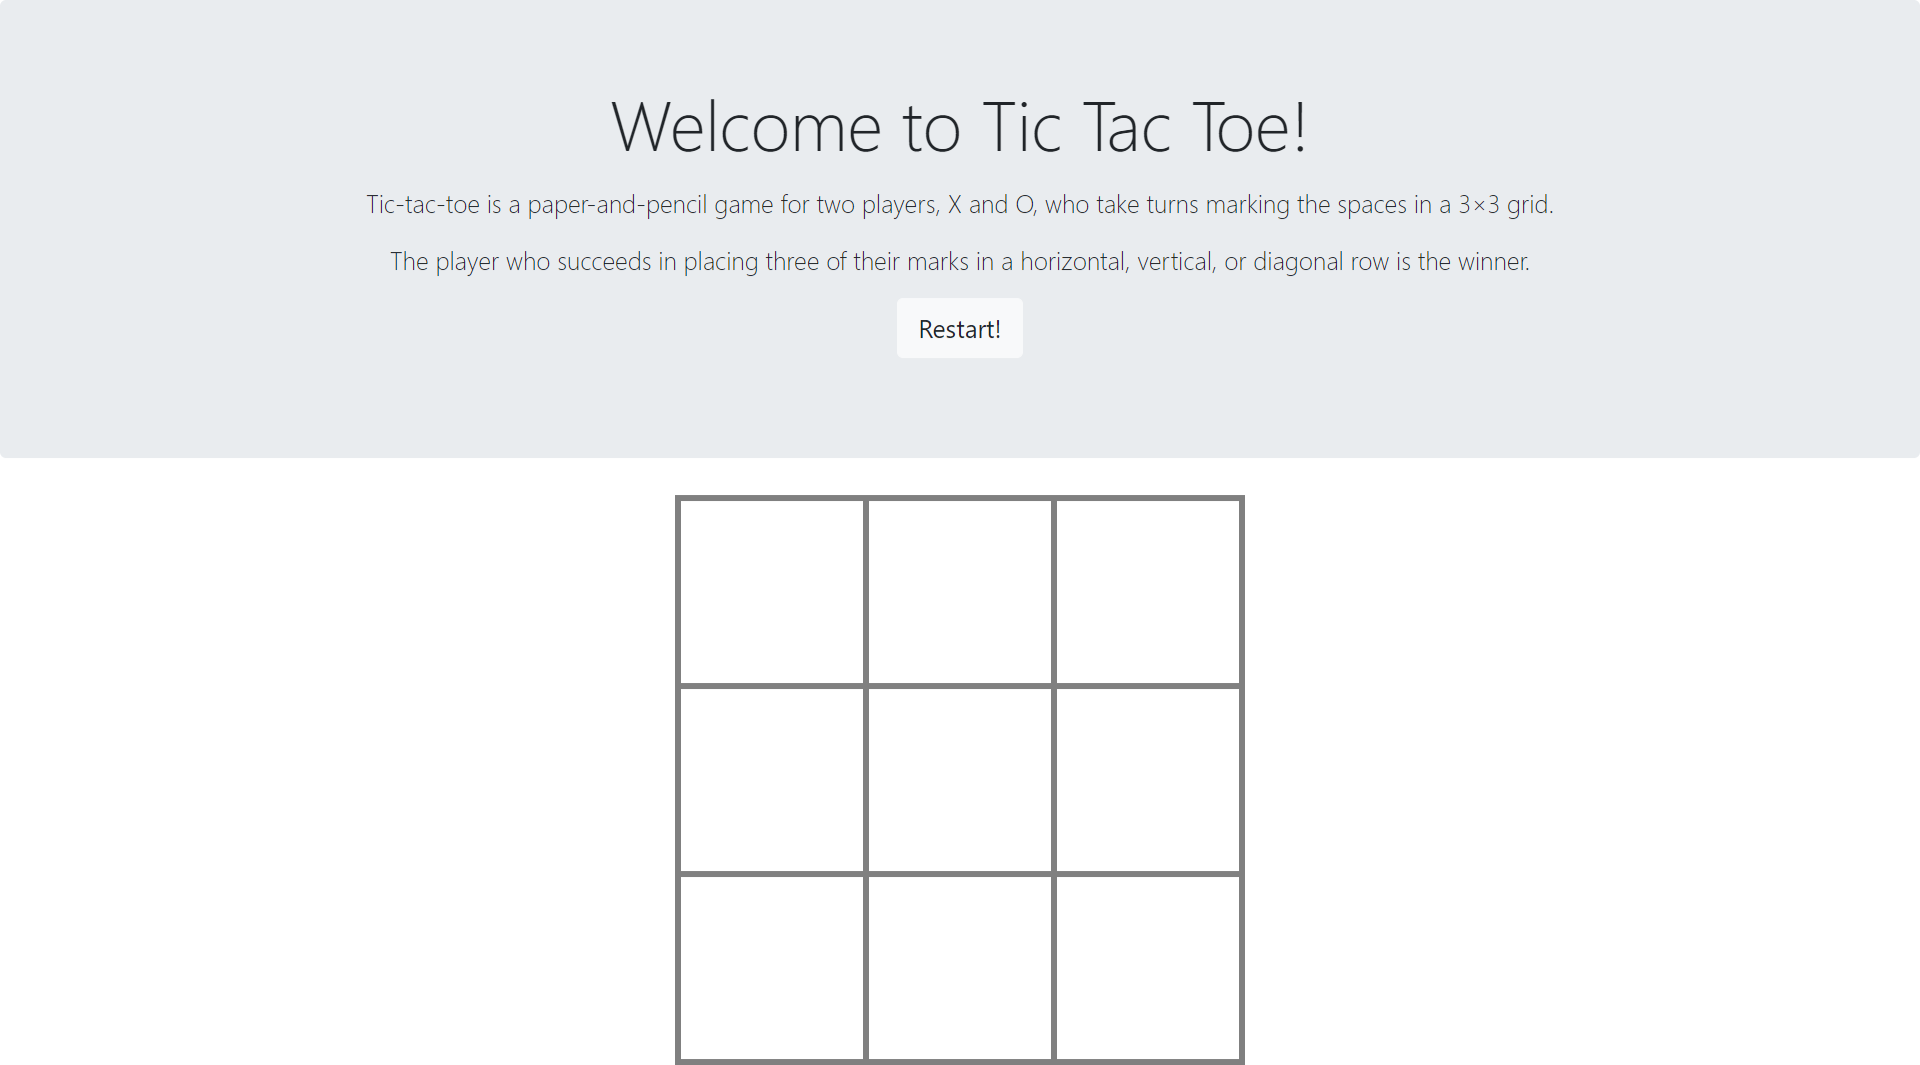 Welcome to Tic Tac Toe!
Tic-tac-toe is a paper-and-pencil game for two players, X and O, who take turns marking the spaces in a 3×3 grid.
The player who succeeds in placing three of their marks in a horizontal, vertical, or diagonal row is the winner.
Restart!